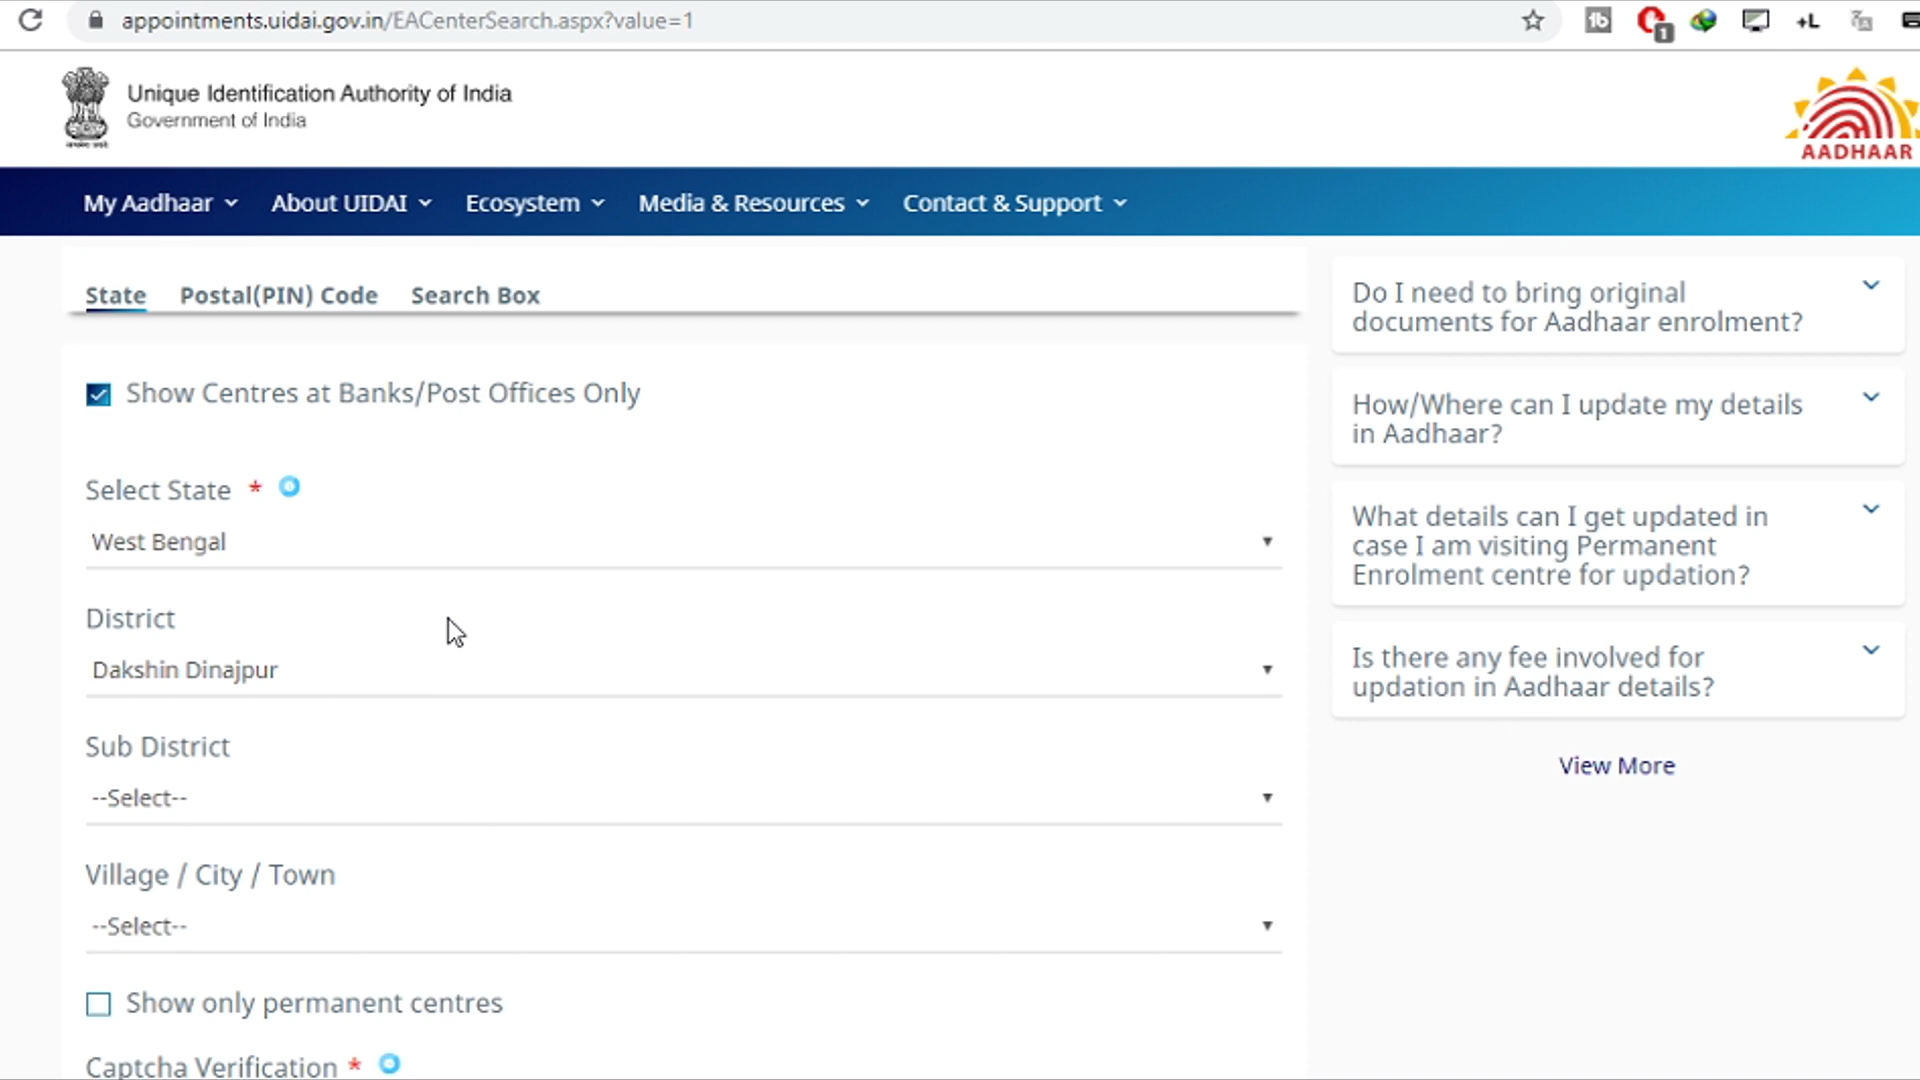 appointments.uidai.gov.in/EACenterSearch.aspx?value=1
1b
1
+L
Unique Identification Authority of India
Government of India
AADHAAR
My Aadhaar
About UIDAI
Ecosystem
Media & Resources
Contact & Support
State
Postal(PIN) Code
Search Box
Show Centres at Banks/Post Offices Only
Select State *
West Bengal
District
Dakshin Dinajpur
Sub District
--Select--
Village / City / Town
--Select--
Show only permanent centres
Captcha Verification *
Do I need to bring original
documents for Aadhaar enrolment?
How/Where can I update my details
in Aadhaar?
What details can I get updated in
case I am visiting Permanent
Enrolment centre for updation?
Is there any fee involved for
updation in Aadhaar details?
View More